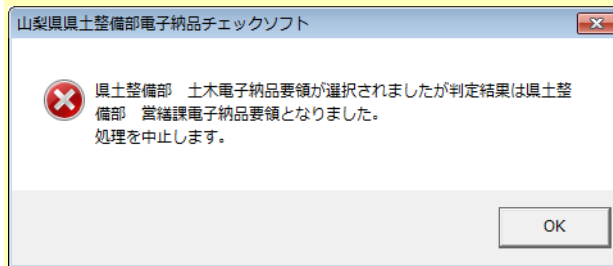 山梨県県土整備部電子納品チェックソフト
県土整備部　土木電子納品要領が選択されましたが判定結果は県土整
備部　営繕課電子納品要領となりました。
処理を中止します。
OK